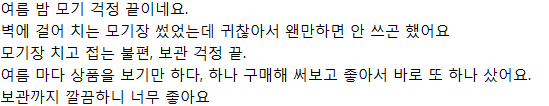 여름 밤 모기 걱정 끝이네요.
벽에 걸어 치는 모기장 썼었는데 귀찮아서 왠만하면 안 쓰곤 했어요
모기장 치고 접는 불편, 보관 걱정 끝.
여름 마다 상품을 보기만 하다, 하나 구매해 써보고 좋아서 바로 또 하나 샀어요.
보관까지 깔끔하니 너무 좋아요